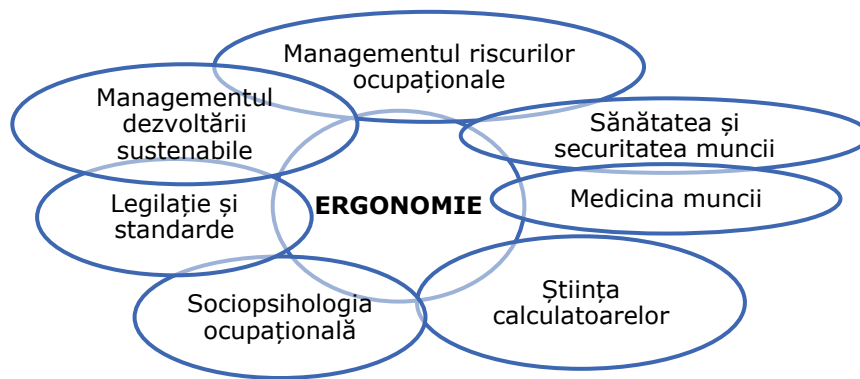 Managementul riscurilor
ocupaționale
Managementul
dezvoltării
sustenabile
Sănătatea și
securitatea muncii
Legilație și
standarde
ERGONOMIE
Medicina muncii
Sociopsihologia
ocupațională
Știința
calculatoarelor